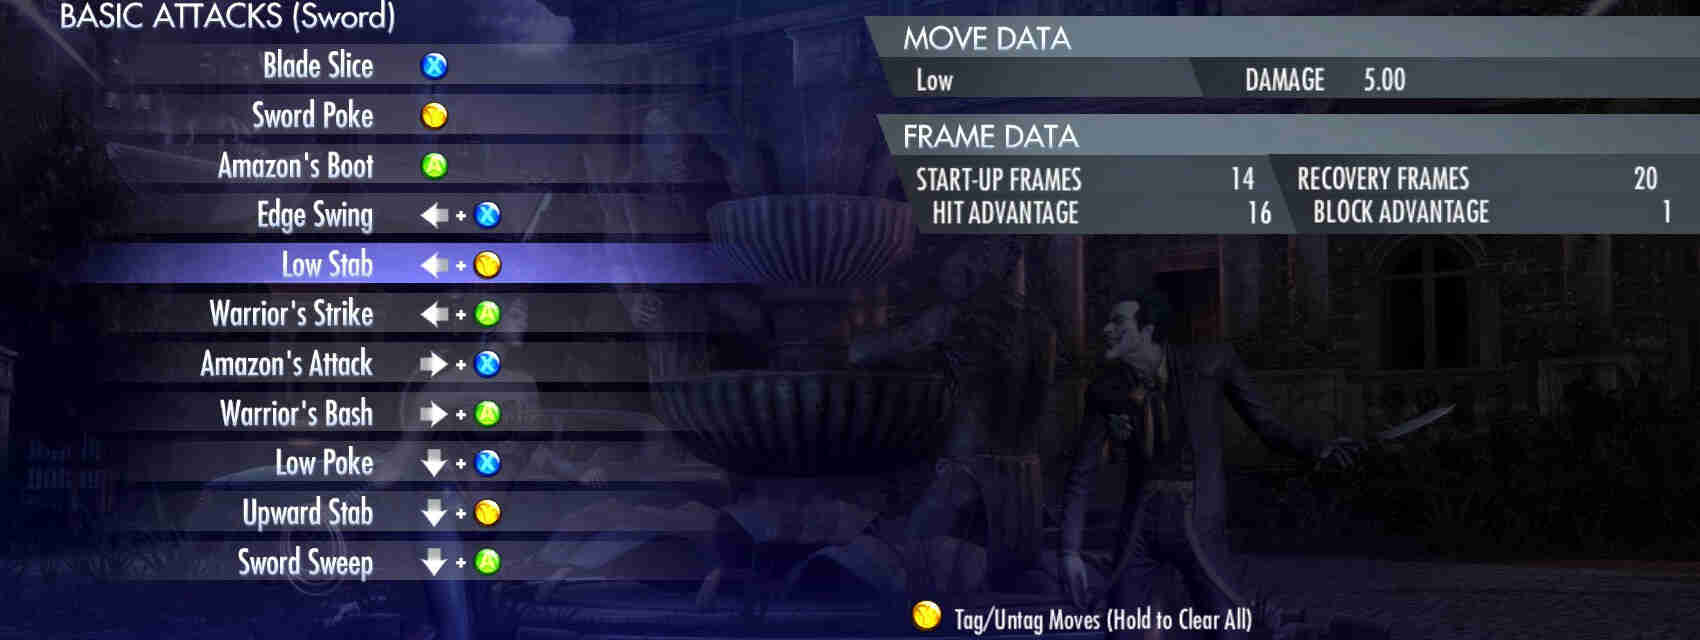 BASIC ATTACKS (Sword)
Blade Slice X
Sword Poke Y
Amazon's Boot A
Edge Swing + X
Low Stab + Y
Warrior's Strike + A
Amazon's Attack + X
Warrior's Bash + A
Low Poke + X
Upward Stab + Y
Sword Sweep + A
MOVE DATA
Low DAMAGE 5.00
FRAME DATA
START-UP FRAMES 14 RECOVERY FRAMES 20
HIT ADVANTAGE 16 BLOCK ADVANTAGE 1
Y Tag/Untag Moves (Hold to Clear All)